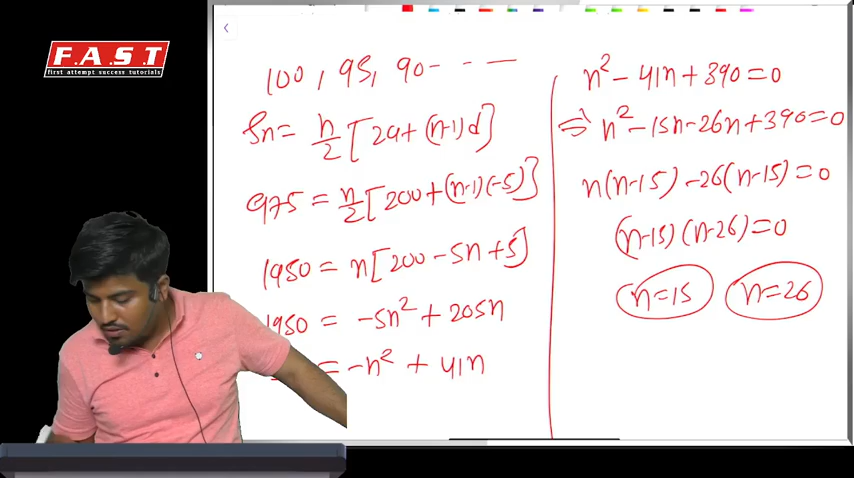 F.A.S.T
first attempt success tutorials
100, 95, 90 - - - —
Sn = n/2 [2a + (n-1)d]
975 = n/2 [200 + (n-1)(-5)]
1950 = n[200 - 5n + 5]
1950 = -5n² + 205n
= -n² + 41n
n² - 41n + 390 = 0
⇒ n² - 15n - 26n + 390 = 0
n(n-15) - 26(n-15) = 0
(n-15)(n-26) = 0
n=15 n=26